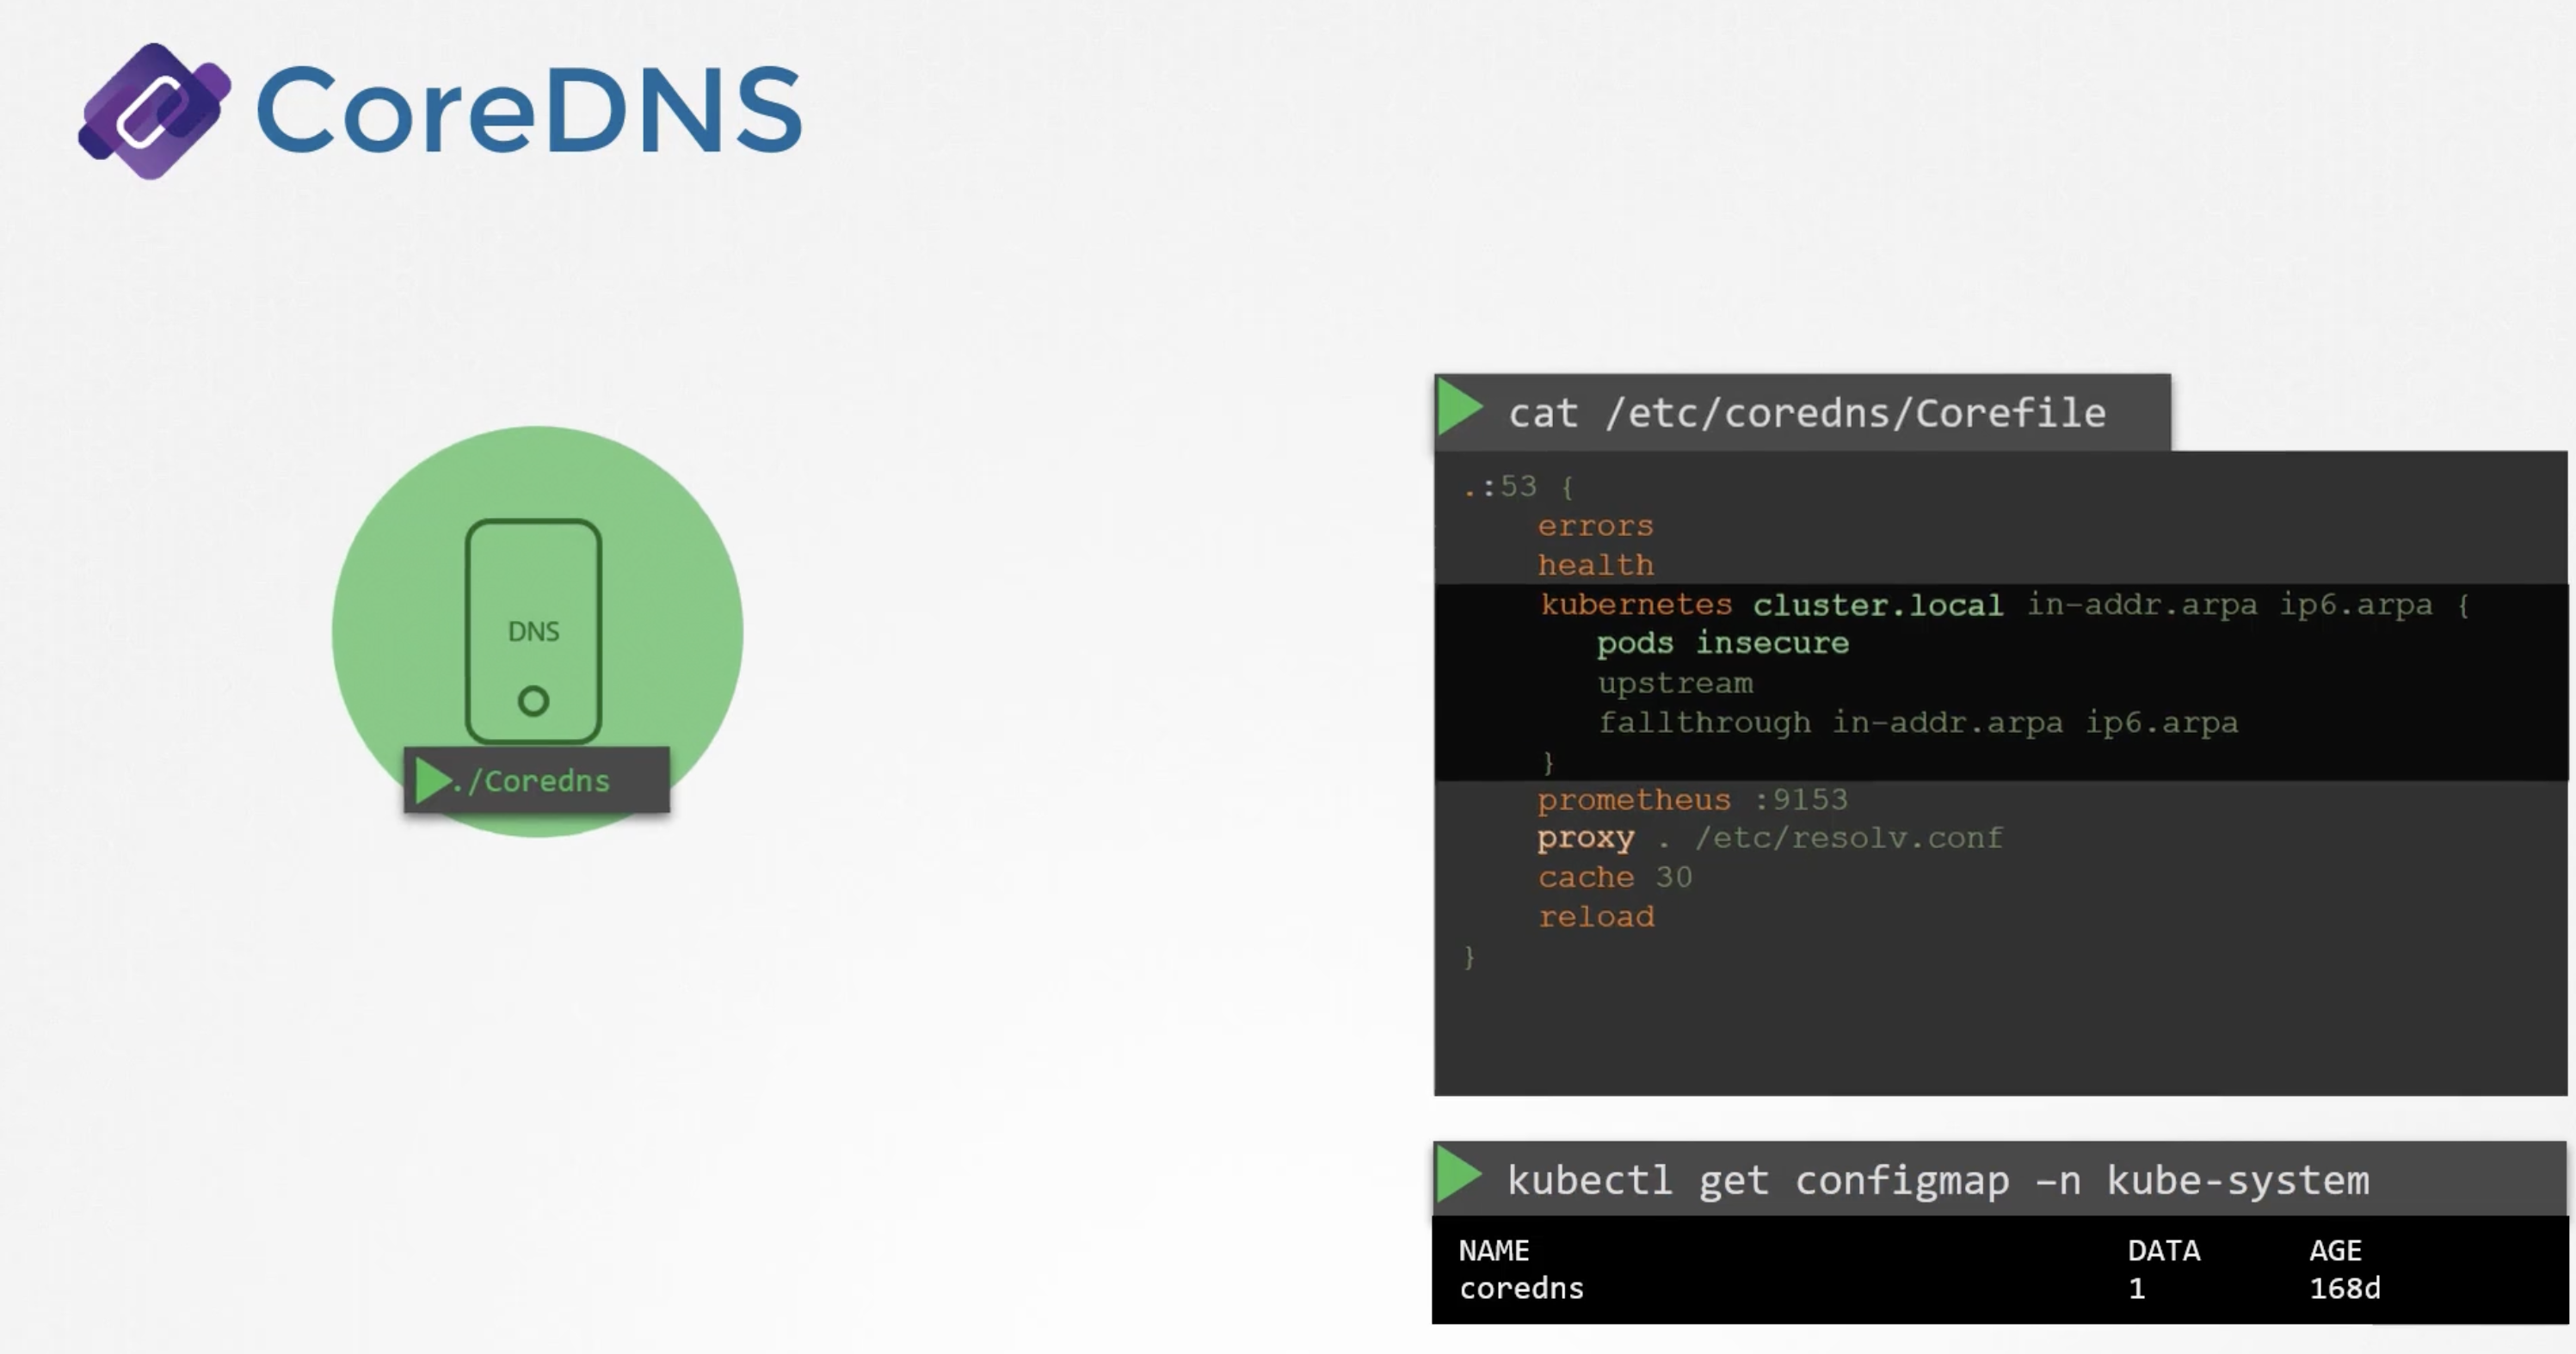 CoreDNS
DNS
./Coredns
cat /etc/coredns/Corefile
.:53 {
errors
health
kubernetes cluster.local in-addr.arpa ip6.arpa {
pods insecure
upstream
fallthrough in-addr.arpa ip6.arpa
}
prometheus :9153
proxy . /etc/resolv.conf
cache 30
reload
}
kubectl get configmap –n kube-system
NAME DATA AGE
coredns 1 168d